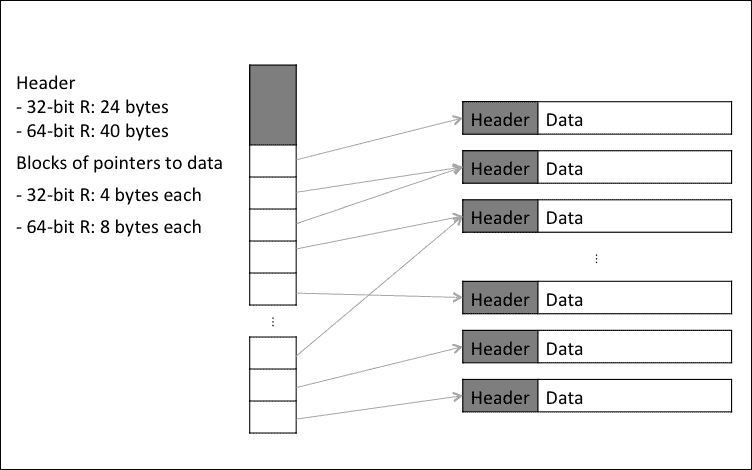 Header
- 32-bit R: 24 bytes
- 64-bit R: 40 bytes
Blocks of pointers to data
- 32-bit R: 4 bytes each
- 64-bit R: 8 bytes each
Header Data
Header Data
Header Data
...
Header Data
Header Data
Header Data
...